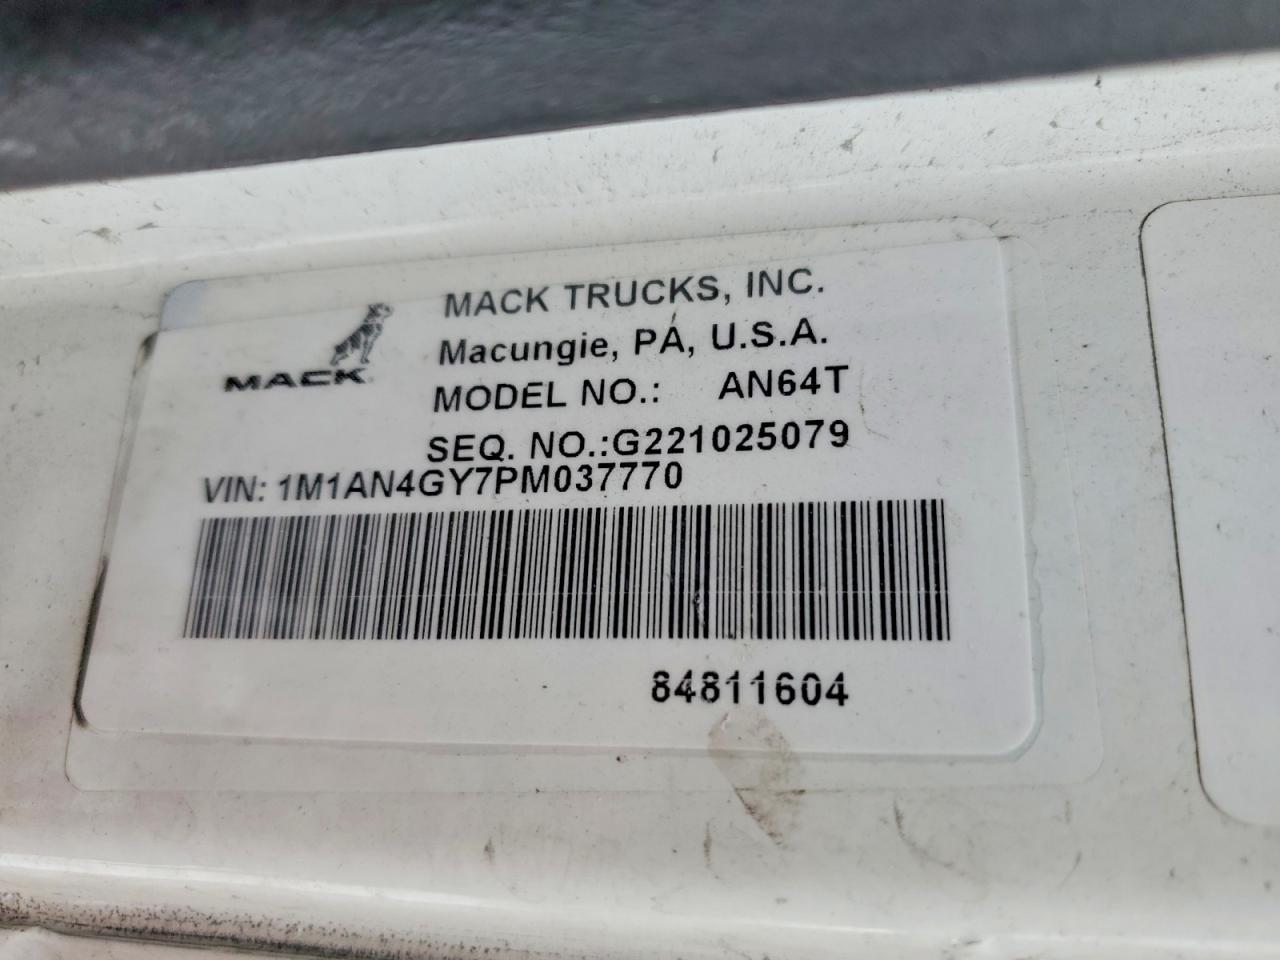 MACK TRUCKS, INC.
Macungie, PA, U.S.A.
MACK
MODEL NO.: AN64T
SEQ. NO.:G221025079
VIN: 1M1AN4GY7PM037770
84811604